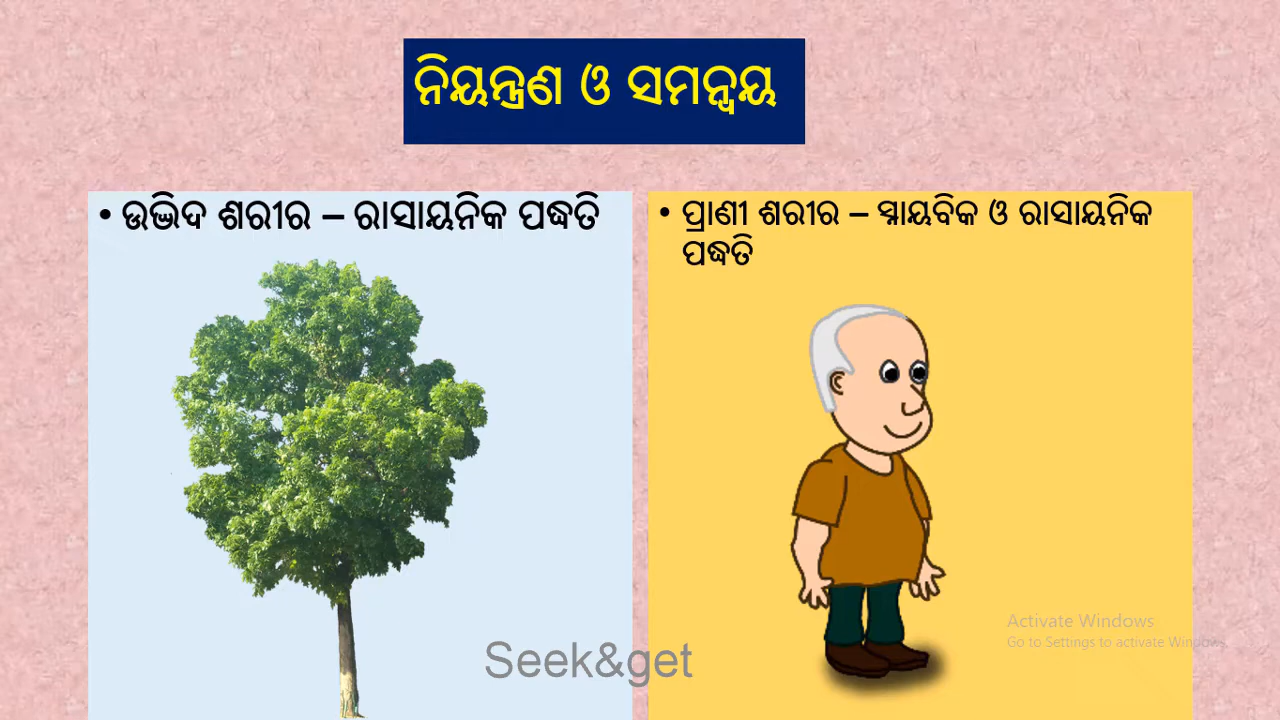 ନିୟନ୍ତ୍ରଣ ଓ ସମନ୍ୱୟ
• ଉଦ୍ଭିଦ ଶରୀର – ରାସାୟନିକ ପଦ୍ଧତି
• ପ୍ରାଣୀ ଶରୀର – ସ୍ନାୟବିକ ଓ ରାସାୟନିକ
ପଦ୍ଧତି
Activate Windows
Go to Settings to activate Windows.
Seek&get